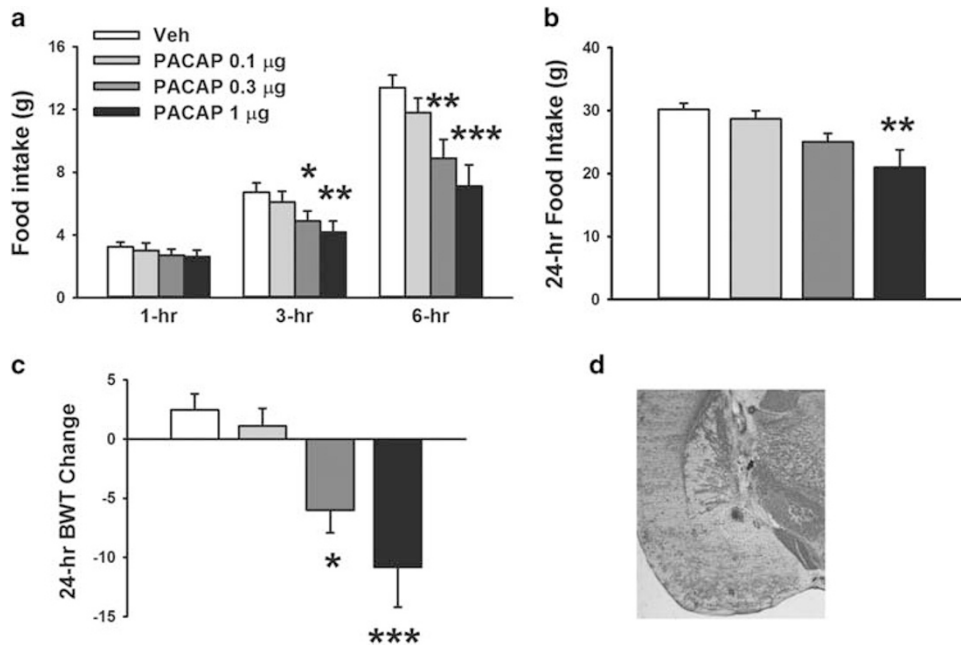 a
Veh
PACAP 0.1 μg
PACAP 0.3 μg
PACAP 1 μg
Food intake (g)
16
12
8
4
0
* ** ** ***
1-hr 3-hr 6-hr
b
24-hr Food Intake (g)
40
30
20
10
0
**
c
24-hr BWT Change
5
0
-5
-10
-15
*
***
d